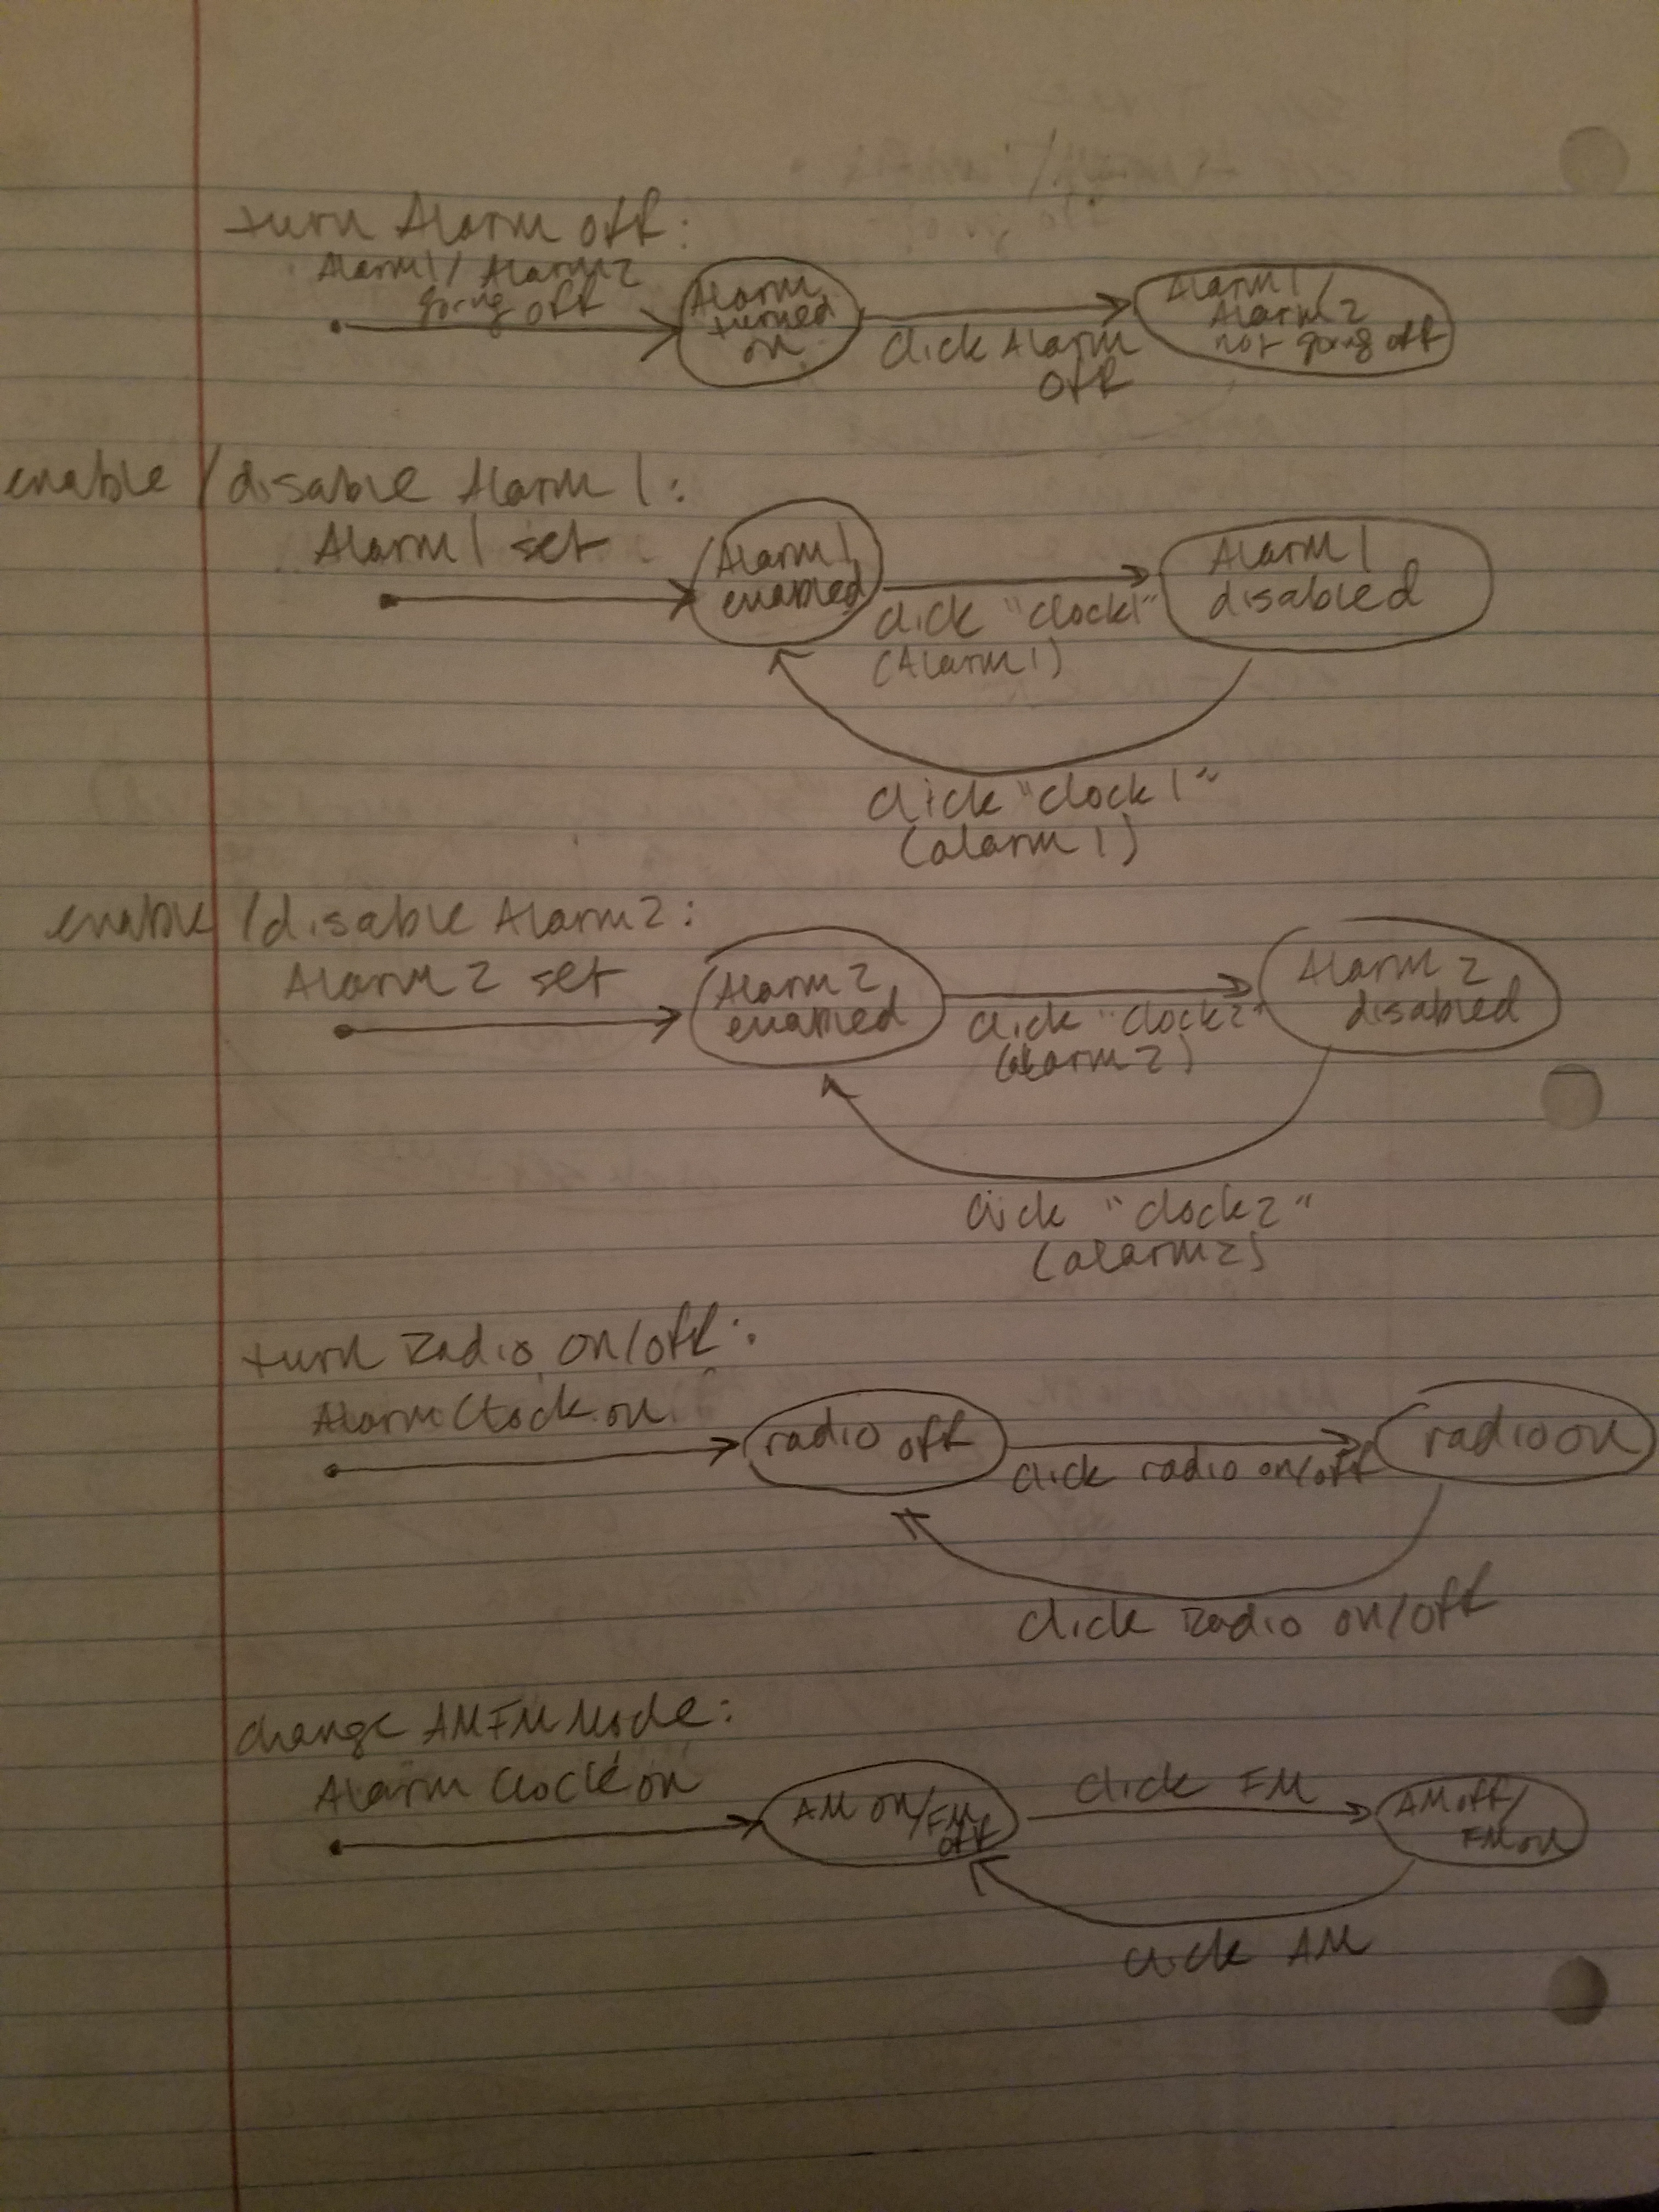 turn Alarm off:
Alarm1/ Alarm2
going off
Alarm
turned
on
click Alarm
off
Alarm1/
Alarm2
not going off
enable/disable Alarm 1:
Alarm1 set
Alarm1
enabled
click "clock1"
(Alarm1)
Alarm1
disabled
click "clock1"
(alarm1)
enable/disable Alarm2:
Alarm2 set
Alarm2
enabled
click "clock2"
(alarm2)
Alarm2
disabled
click "clock2"
(alarm2)
turn Radio on/off:
Alarm Clock on
radio off
click radio on/off
radio on
click Radio on/off
change AMFM Mode:
Alarm Clock on
AM on/FM
off
click FM
AM off/
FM on
click AM